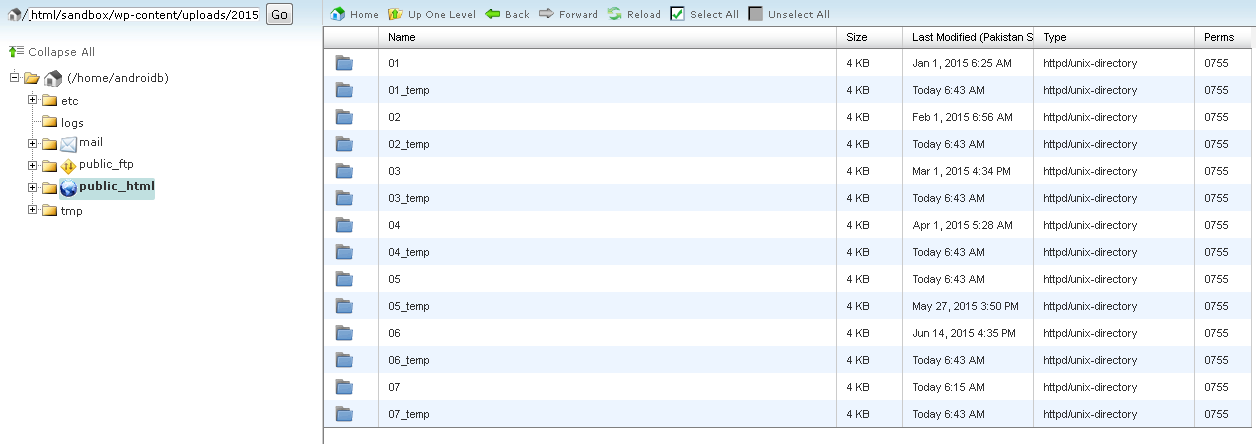 / html/sandbox/wp-content/uploads/2015 Go
Collapse All
(/home/androidb)
etc
logs
mail
public_ftp
public_html
tmp
Home Up One Level Back Forward Reload Select All Unselect All
Name Size Last Modified (Pakistan S Type Perms
01 4 KB Jan 1, 2015 6:25 AM httpd/unix-directory 0755
01_temp 4 KB Today 6:43 AM httpd/unix-directory 0755
02 4 KB Feb 1, 2015 6:56 AM httpd/unix-directory 0755
02_temp 4 KB Today 6:43 AM httpd/unix-directory 0755
03 4 KB Mar 1, 2015 4:34 PM httpd/unix-directory 0755
03_temp 4 KB Today 6:43 AM httpd/unix-directory 0755
04 4 KB Apr 1, 2015 5:28 AM httpd/unix-directory 0755
04_temp 4 KB Today 6:43 AM httpd/unix-directory 0755
05 4 KB Today 6:43 AM httpd/unix-directory 0755
05_temp 4 KB May 27, 2015 3:50 PM httpd/unix-directory 0755
06 4 KB Jun 14, 2015 4:35 PM httpd/unix-directory 0755
06_temp 4 KB Today 6:43 AM httpd/unix-directory 0755
07 4 KB Today 6:15 AM httpd/unix-directory 0755
07_temp 4 KB Today 6:43 AM httpd/unix-directory 0755